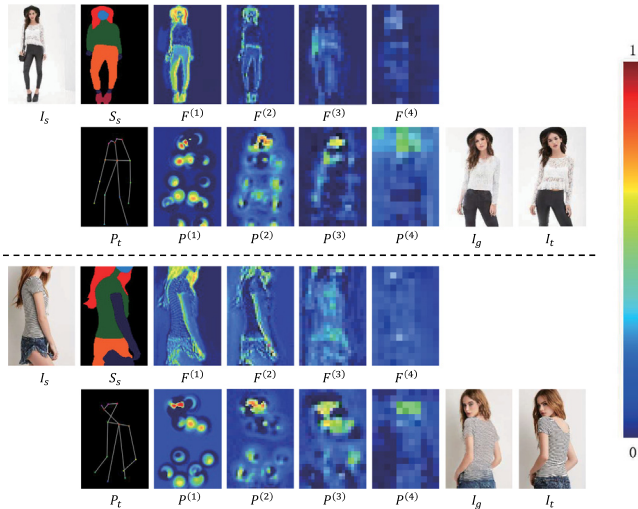 1
I_s S_s F^(1) F^(2) F^(3) F^(4)
P_t P^(1) P^(2) P^(3) P^(4) I_g I_t
I_s S_s F^(1) F^(2) F^(3) F^(4)
0
P_t P^(1) P^(2) P^(3) P^(4) I_g I_t